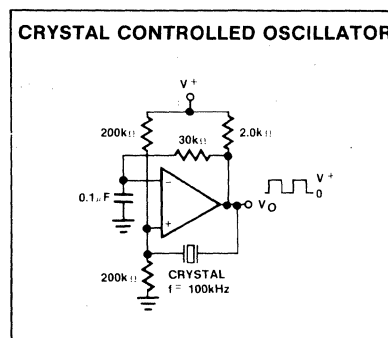 CRYSTAL CONTROLLED OSCILLATOR
V+
200kΩ
2.0kΩ
30kΩ
0.1μF
−
+
V+
0
VO
200kΩ
CRYSTAL
f = 100kHz